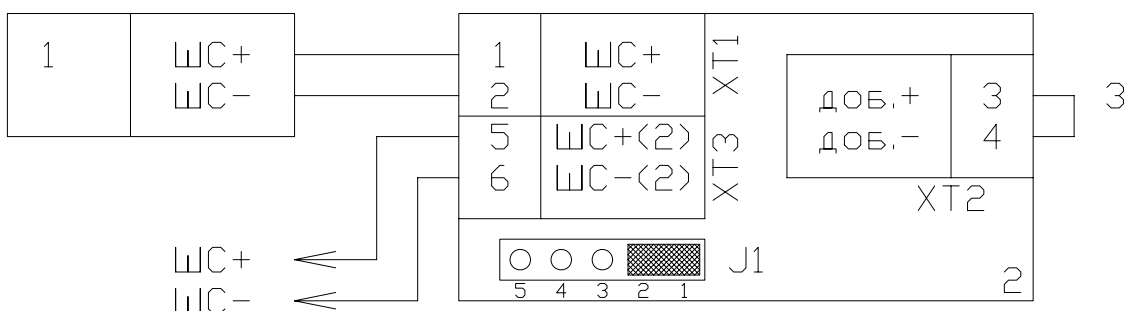 1 ШС+ 1 ШС+ XT1
ШС- 2 ШС- доб.+ 3 3
5 ШС+(2) XT3 доб.- 4
6 ШС-(2) XT2
ШС+ J1
ШС- 5 4 3 2 1 2